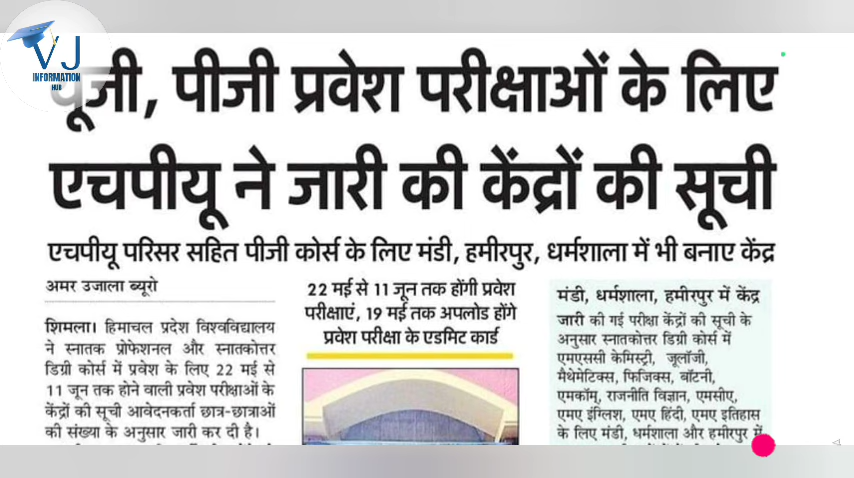 VJ
INFORMATION
HUB
यूजी, पीजी प्रवेश परीक्षाओं के लिए
एचपीयू ने जारी की केंद्रों की सूची
एचपीयू परिसर सहित पीजी कोर्स के लिए मंडी, हमीरपुर, धर्मशाला में भी बनाए केंद्र
अमर उजाला ब्यूरो
शिमला। हिमाचल प्रदेश विश्वविद्यालय
ने स्नातक प्रोफेशनल और स्नातकोत्तर
डिग्री कोर्स में प्रवेश के लिए 22 मई से
11 जून तक होने वाली प्रवेश परीक्षाओं के
केंद्रों की सूची आवेदनकर्ता छात्र-छात्राओं
की संख्या के अनुसार जारी कर दी है।
22 मई से 11 जून तक होंगी प्रवेश
परीक्षाएं, 19 मई तक अपलोड होंगे
प्रवेश परीक्षा के एडमिट कार्ड
मंडी, धर्मशाला, हमीरपुर में केंद्र
जारी की गई परीक्षा केंद्रों की सूची के
अनुसार स्नातकोत्तर डिग्री कोर्स में
एमएससी केमिस्ट्री, जूलॉजी,
मैथेमेटिक्स, फिजिक्स, बॉटनी,
एमकॉम, राजनीति विज्ञान, एमसीए,
एमए इंग्लिश, एमए हिंदी, एमए इतिहास
के लिए मंडी, धर्मशाला और हमीरपुर में